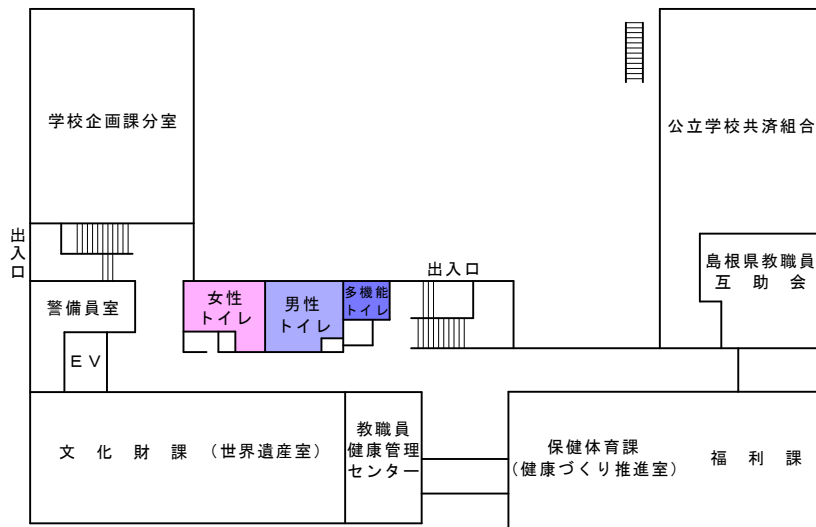 学校企画課分室
公立学校共済組合
出入口
出入口
島根県教職員
互助会
警備員室
女性
トイレ
男性
トイレ
多機能
トイレ
EV
文化財課(世界遺産室)
教職員
健康管理
センター
保健体育課
(健康づくり推進室)
福利課